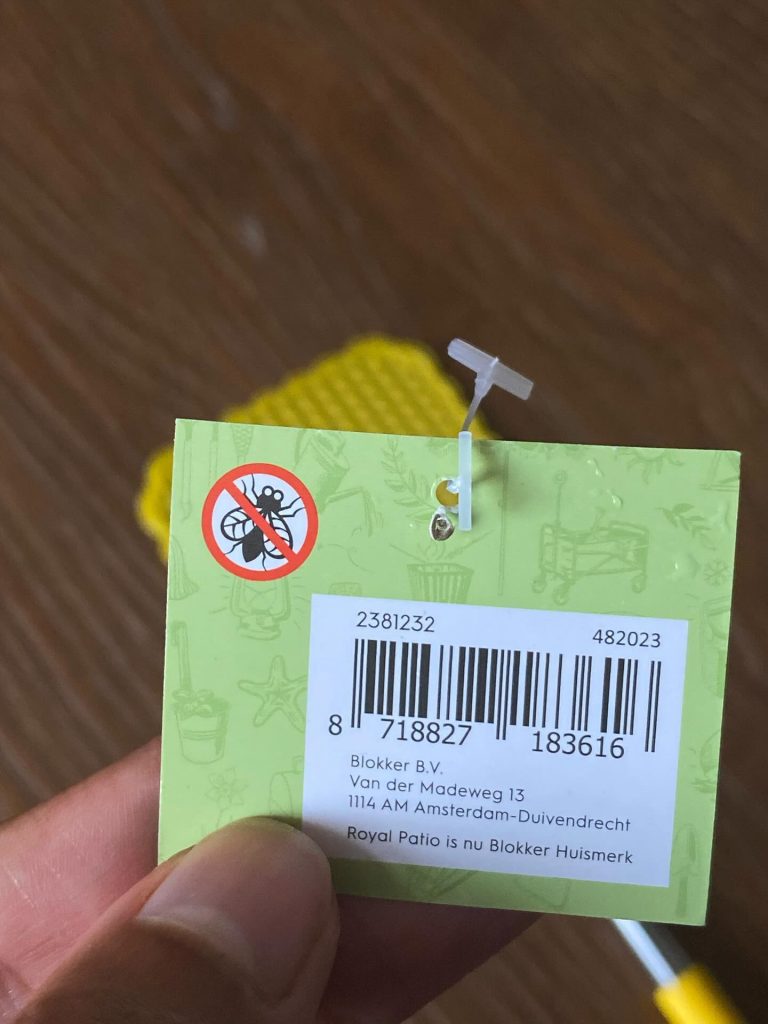 2381232
482023
8 718827 183616
Blokker B.V.
Van der Madeweg 13
1114 AM Amsterdam-Duivendrecht
Royal Patio is nu Blokker Huismerk